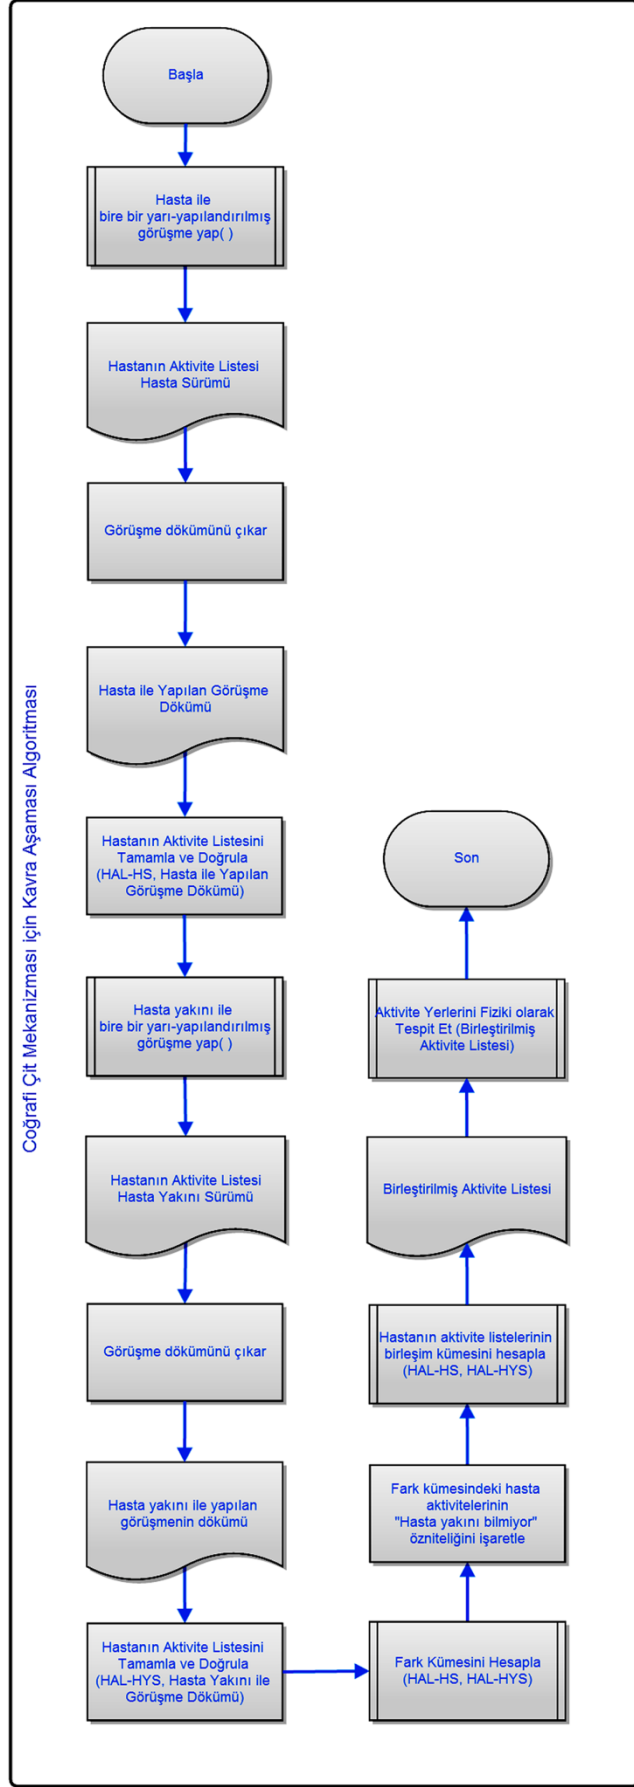 Coğrafi Çit Mekanizması için Kavra Aşaması Algoritması
Başla
Hasta ile
bire bir yarı-yapılandırılmış
görüşme yap( )
Hastanın Aktivite Listesi
Hasta Sürümü
Görüşme dökümünü çıkar
Hasta ile Yapılan Görüşme
Dökümü
Hastanın Aktivite Listesini
Tamamla ve Doğrula
(HAL-HS, Hasta ile Yapılan
Görüşme Dökümü)
Hasta yakını ile
bire bir yarı-yapılandırılmış
görüşme yap( )
Hastanın Aktivite Listesi
Hasta Yakını Sürümü
Görüşme dökümünü çıkar
Hasta yakını ile yapılan
görüşmenin dökümü
Hastanın Aktivite Listesini
Tamamla ve Doğrula
(HAL-HYS, Hasta Yakını ile
Görüşme Dökümü)
Fark Kümesini Hesapla
(HAL-HS, HAL-HYS)
Fark kümesindeki hasta
aktivitelerinin
"Hasta yakını bilmiyor"
özniteliğini işaretle
Hastanın aktivite listelerinin
birleşim kümesini hesapla
(HAL-HS, HAL-HYS)
Birleştirilmiş Aktivite Listesi
Aktivite Yerlerini Fiziki olarak
Tespit Et (Birleştirilmiş
Aktivite Listesi)
Son